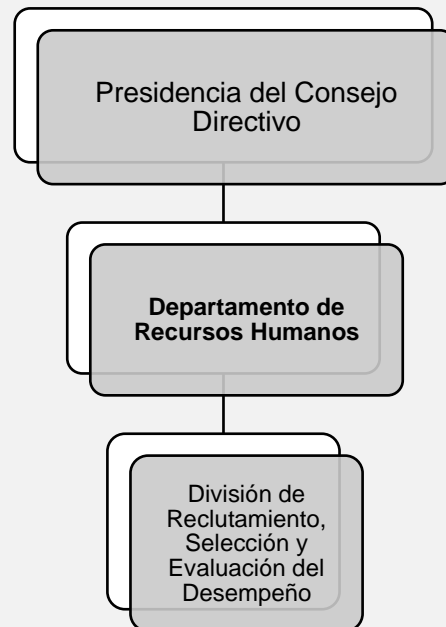 Presidencia del Consejo
Directivo
Departamento de
Recursos Humanos
División de
Reclutamiento,
Selección y
Evaluación del
Desempeño